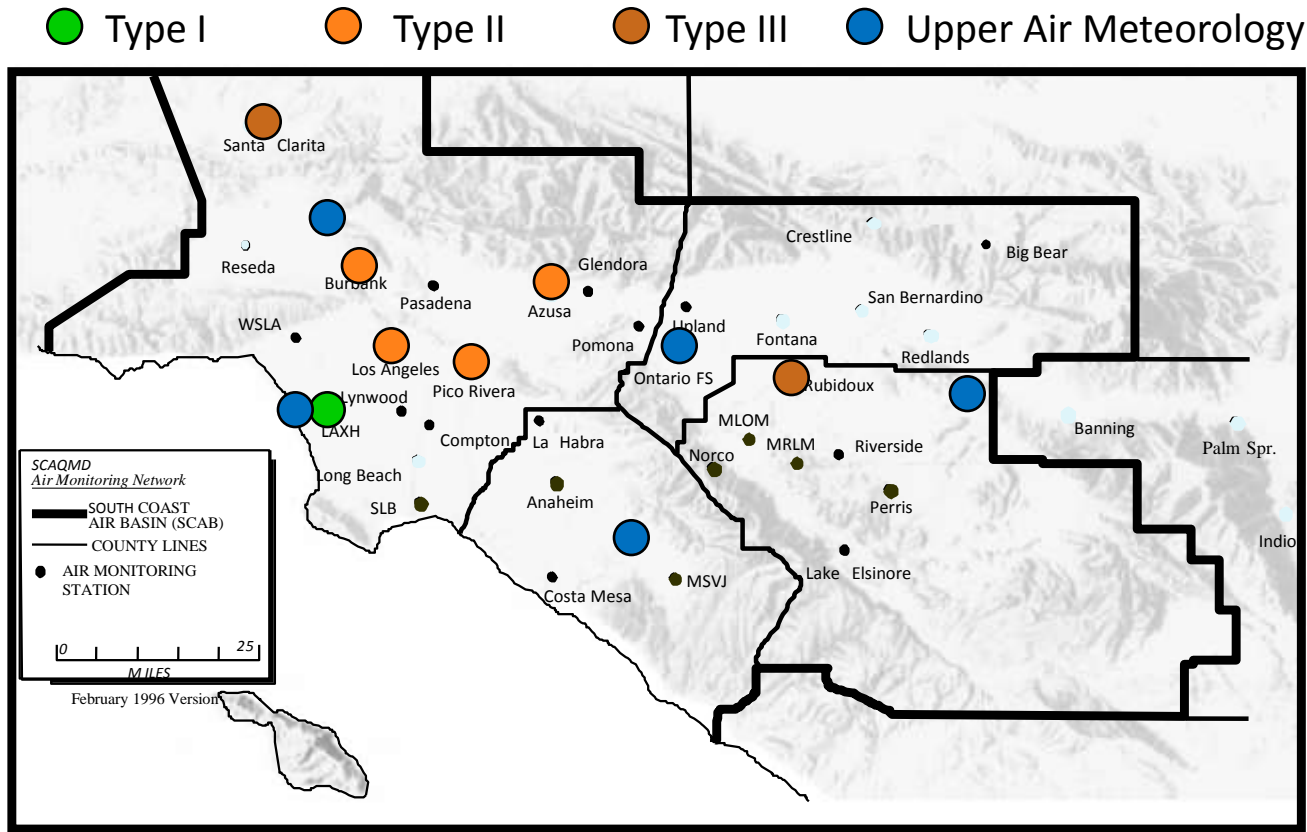 Type I Type II Type III Upper Air Meteorology
Santa Clarita
Crestline
Big Bear
Reseda
Glendora
Burbank
Pasadena
Azusa
San Bernardino
WSLA
Upland
Fontana
Pomona
Redlands
Los Angeles
Ontario FS
Pico Rivera
Rubidoux
Lynwood
LAXH
Compton
La Habra
MLOM
MRLM
Riverside
Banning
Palm Spr.
Norco
Long Beach
Anaheim
SLB
Perris
Indio
Lake Elsinore
MSVJ
Costa Mesa
SCAQMD
Air Monitoring Network
SOUTH COAST
AIR BASIN (SCAB)
COUNTY LINES
AIR MONITORING
STATION
0 25
MILES
February 1996 Version